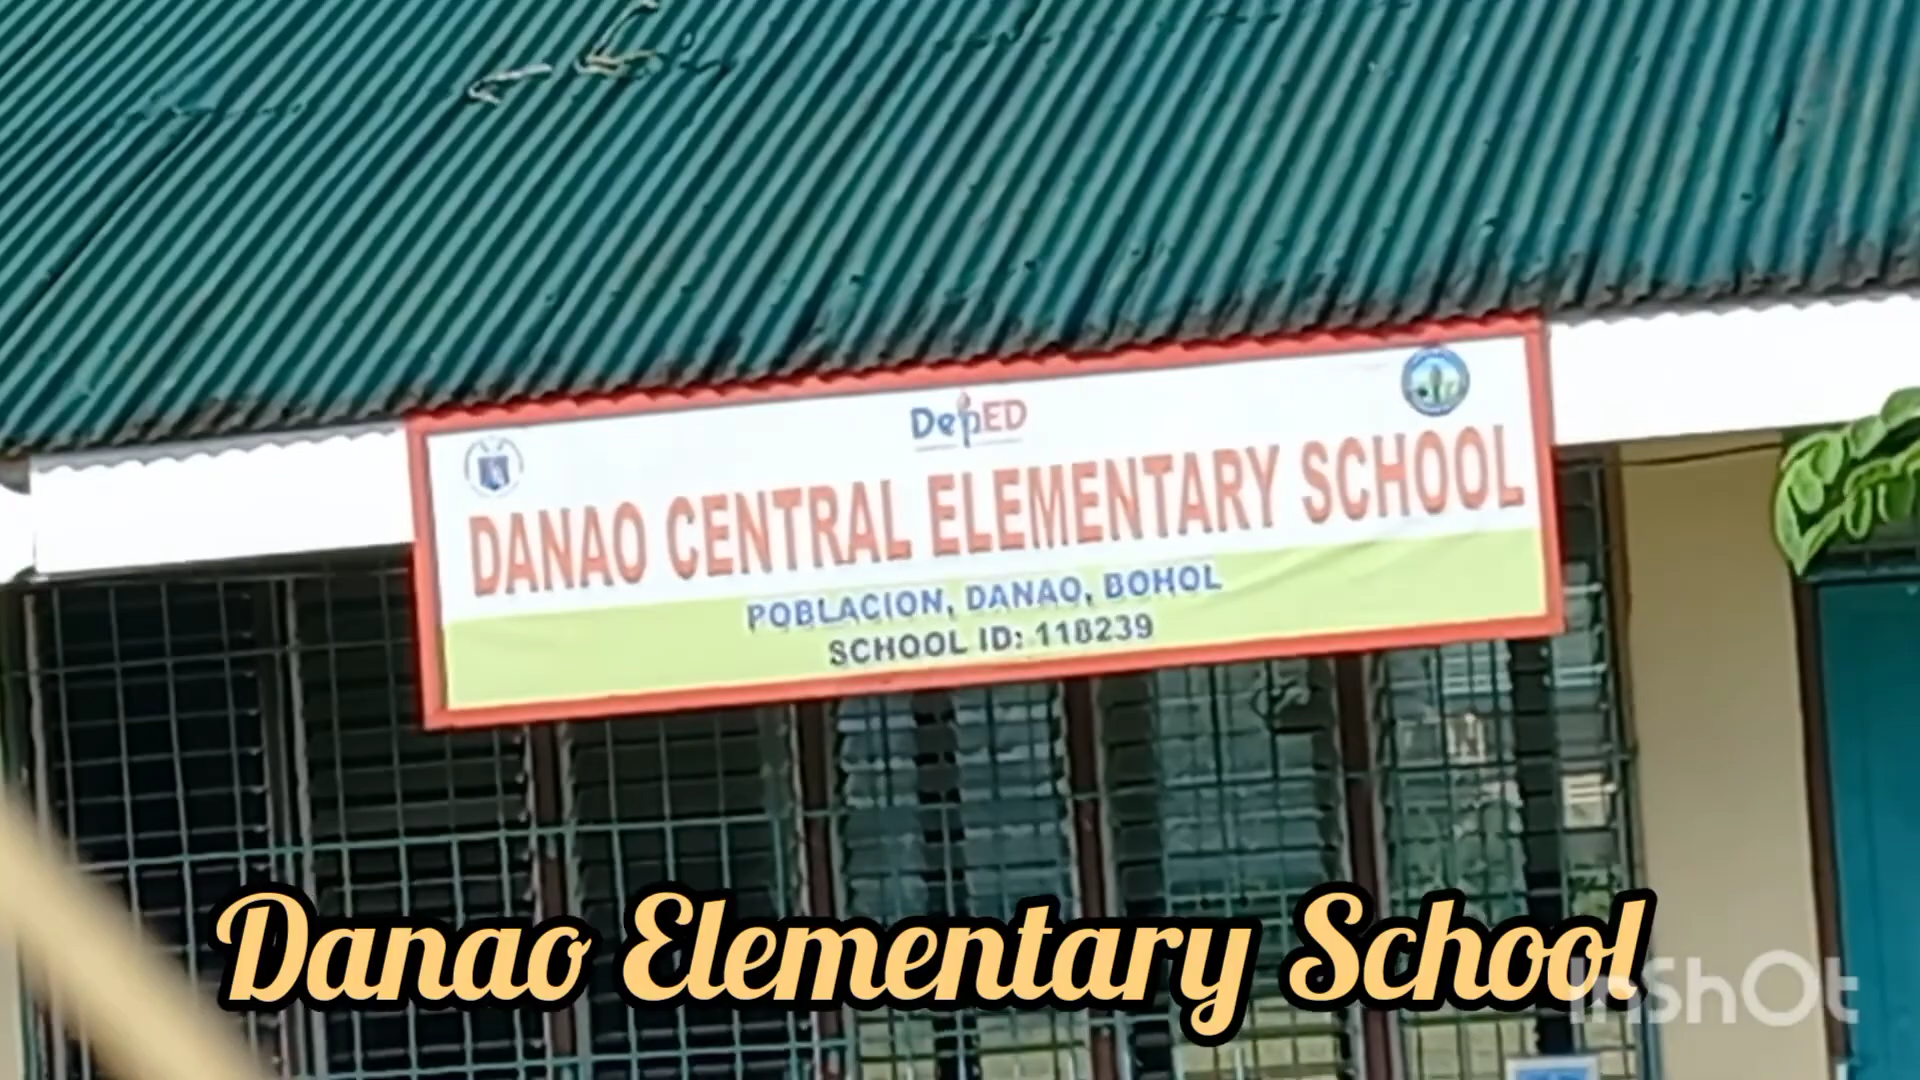 DepED
DANAO CENTRAL ELEMENTARY SCHOOL
POBLACION, DANAO, BOHOL
SCHOOL ID: 118239
Danao Elementary School
InShOt